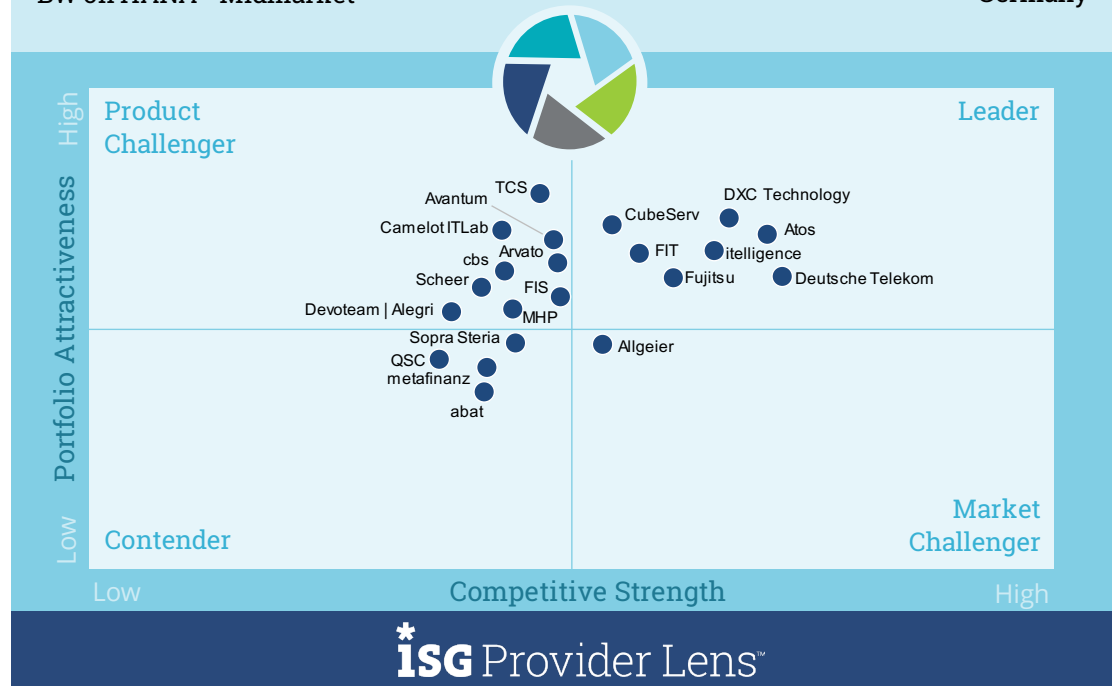 Germany
High
Product
Challenger
Leader
Portfolio Attractiveness
TCS
Avantum
DXC Technology
CubeServ
Camelot ITLab
Atos
Arvato
FIT
itelligence
cbs
Scheer
FIS
Fujitsu
Deutsche Telekom
Devoteam | Alegri
MHP
Sopra Steria
Allgeier
QSC
metafinanz
abat
Market
Challenger
Low
Contender
Low
Competitive Strength
High
*ISG Provider Lens™